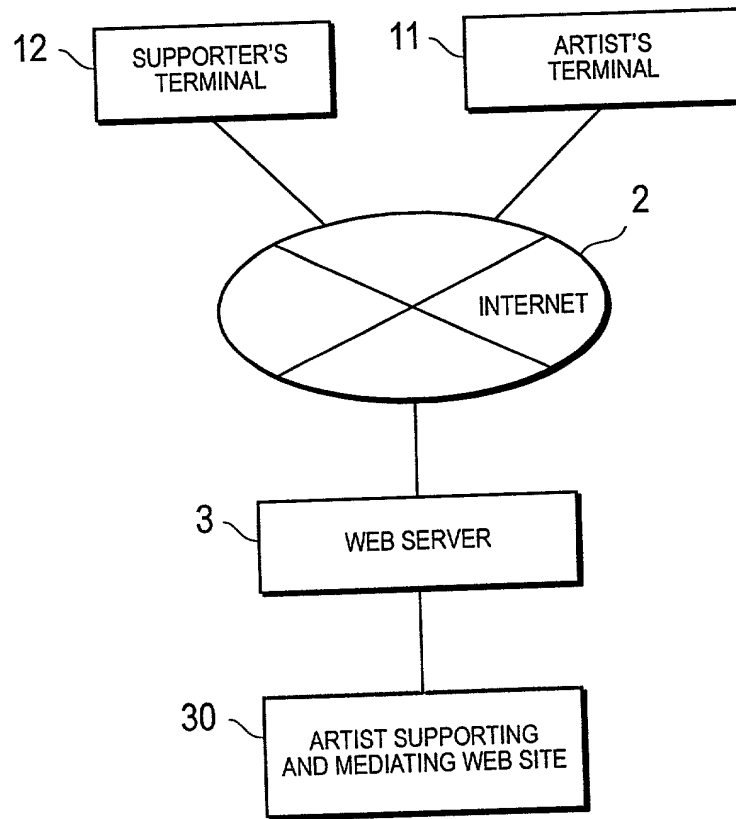 12
SUPPORTER'S
TERMINAL
11
ARTIST'S
TERMINAL
2
INTERNET
3
WEB SERVER
30
ARTIST SUPPORTING
AND MEDIATING WEB SITE